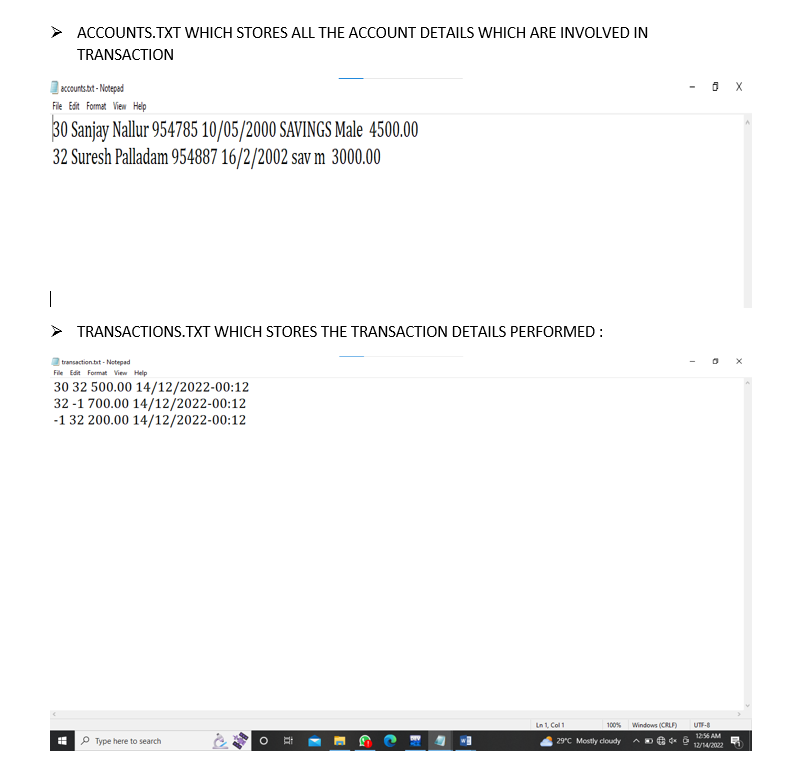 ACCOUNTS.TXT WHICH STORES ALL THE ACCOUNT DETAILS WHICH ARE INVOLVED IN
TRANSACTION
accounts.txt - Notepad
File Edit Format View Help
30 Sanjay Nallur 954785 10/05/2000 SAVINGS Male 4500.00
32 Suresh Palladam 954887 16/2/2002 sav m 3000.00
TRANSACTIONS.TXT WHICH STORES THE TRANSACTION DETAILS PERFORMED :
transaction.txt - Notepad
File Edit Format View Help
30 32 500.00 14/12/2022-00:12
32 -1 700.00 14/12/2022-00:12
-1 32 200.00 14/12/2022-00:12
Ln 1, Col 1 100% Windows (CRLF) UTF-8
Type here to search 29°C Mostly cloudy 12:56 AM
12/14/2022